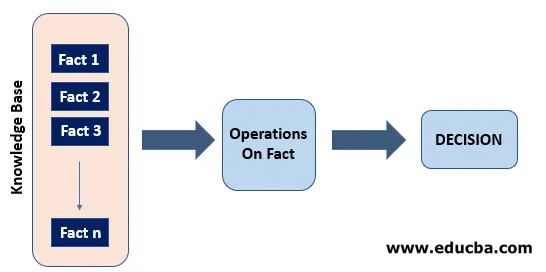 Knowledge Base
Fact 1
Fact 2
Fact 3
Fact n
Operations
On Fact
DECISION
www.educba.com